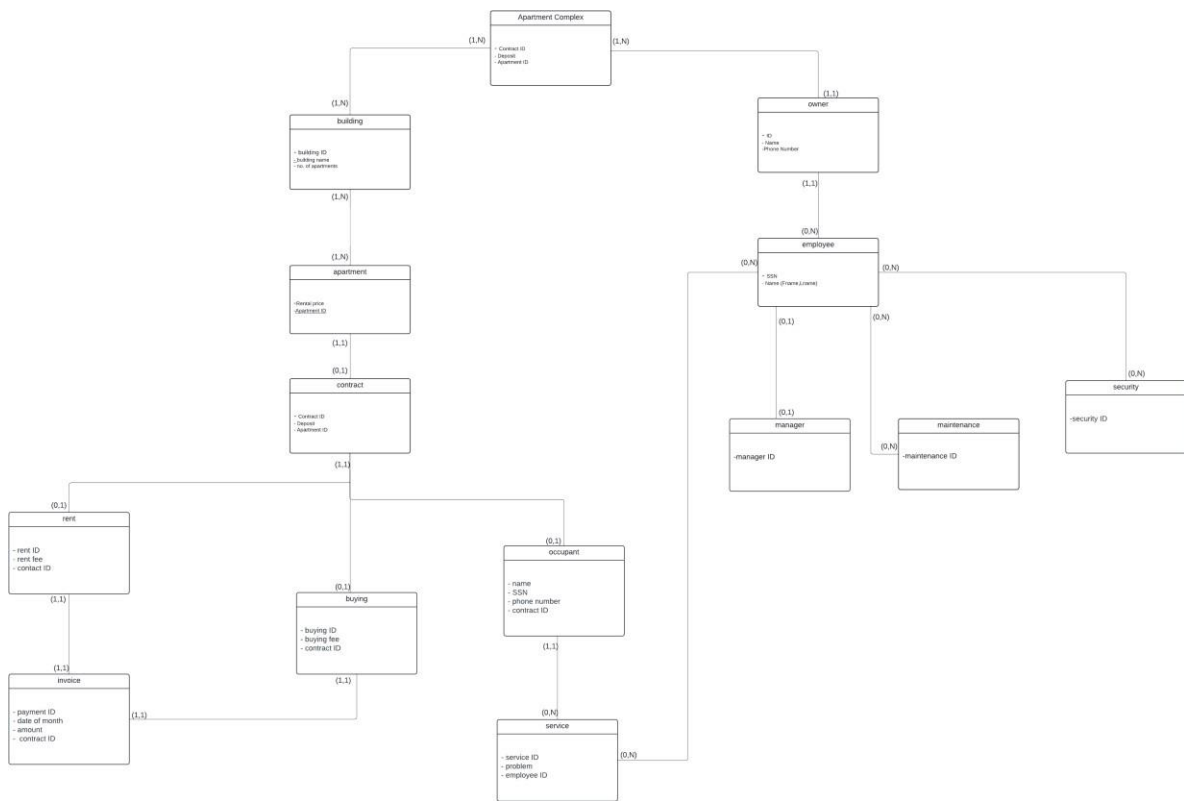 Apartment Complex
- Contract ID
- Deposit
- Apartment ID
(1,N)
(1,N)
(1,N)
building
- building ID
- building name
- no. of apartments
(1,N)
(1,1)
owner
- ID
- Name
-Phone Number
(1,1)
(0,N)
employee
- SSN
- Name (Fname,Lname)
(0,N)
(0,N)
(0,1)
(0,N)
(1,N)
apartment
-Rental price
-Apartment ID
(1,1)
(0,1)
contract
- Contract ID
- Deposit
- Apartment ID
(1,1)
(0,1)
manager
-manager ID
(0,N)
maintenance
-maintenance ID
(0,N)
security
-security ID
(0,1)
rent
- rent ID
- rent fee
- contact ID
(1,1)
(0,1)
buying
- buying ID
- buying fee
- contract ID
(1,1)
(0,1)
occupant
- name
- SSN
- phone number
- contract ID
(1,1)
(1,1)
invoice
- payment ID
- date of month
- amount
- contract ID
(1,1)
(0,N)
service
- service ID
- problem
- employee ID
(0,N)